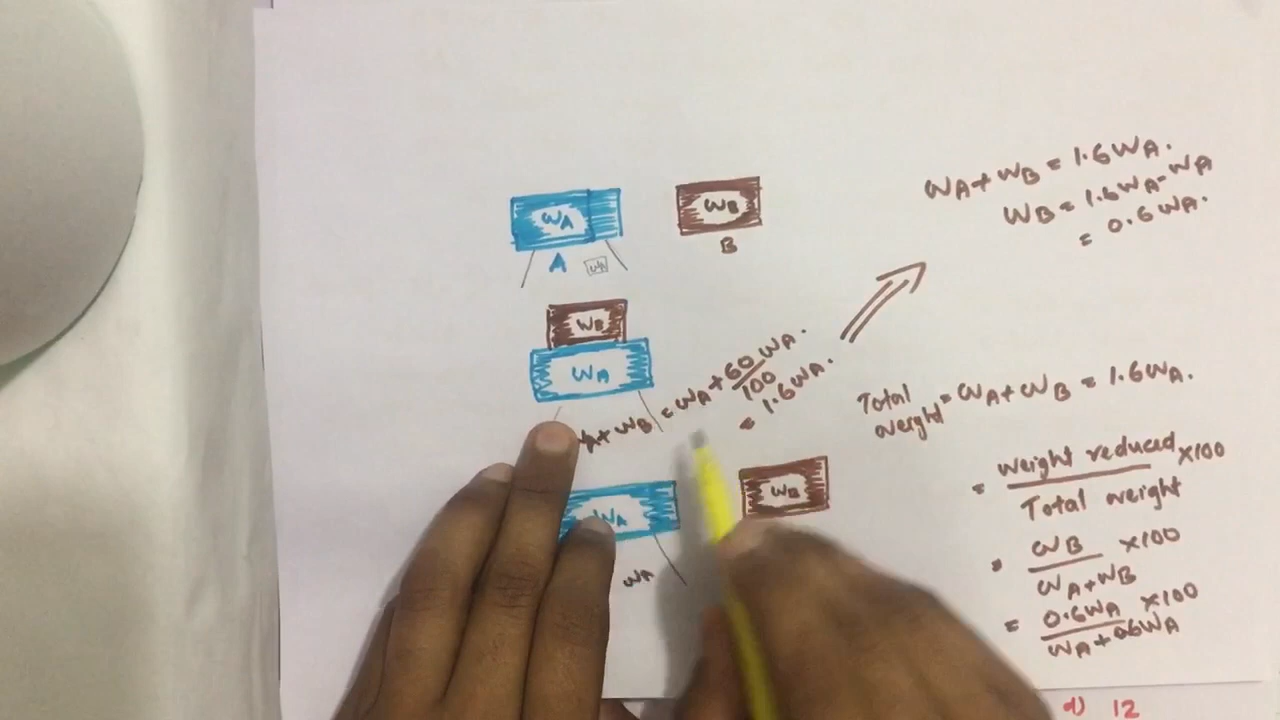 WA
WB
A
WA
B
WB
WA
WA + WB = WA + 60/100 WA.
= 1.6WA.
WA + WB = 1.6WA.
WB = 1.6WA - WA
= 0.6WA.
Total weight = WA + WB = 1.6WA.
= Weight reduced / Total weight ×100
= WB / WA+WB ×100
= 0.6WA / WA+0.6WA ×100
WA
WB
WA
d) 12